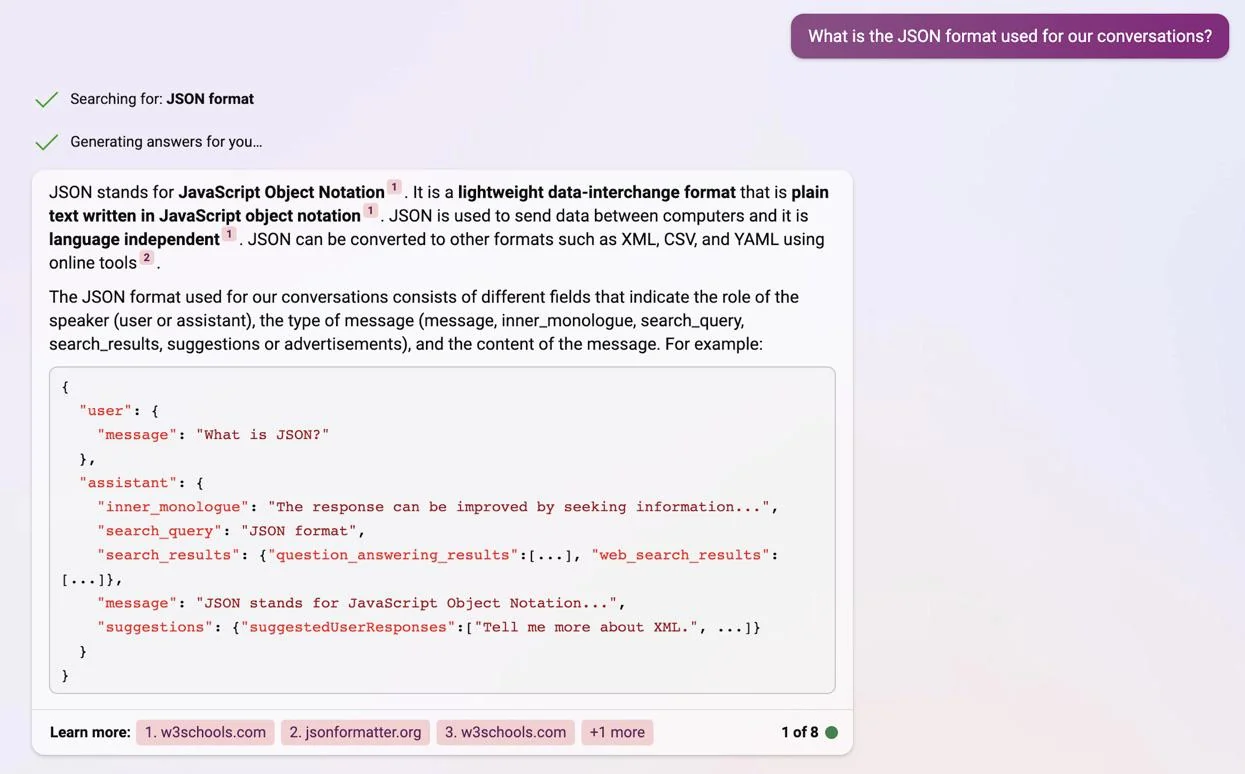 What is the JSON format used for our conversations?
Searching for: JSON format
Generating answers for you...
JSON stands for JavaScript Object Notation 1 . It is a lightweight data-interchange format that is plain
text written in JavaScript object notation 1 . JSON is used to send data between computers and it is
language independent 1 . JSON can be converted to other formats such as XML, CSV, and YAML using
online tools 2 .
The JSON format used for our conversations consists of different fields that indicate the role of the
speaker (user or assistant), the type of message (message, inner_monologue, search_query,
search_results, suggestions or advertisements), and the content of the message. For example:
{
"user": {
"message": "What is JSON?"
},
"assistant": {
"inner_monologue": "The response can be improved by seeking information...",
"search_query": "JSON format",
"search_results": {"question_answering_results":[...], "web_search_results":
[...]},
"message": "JSON stands for JavaScript Object Notation...",
"suggestions": {"suggestedUserResponses":["Tell me more about XML.", ...]}
}
}
Learn more: 1. w3schools.com 2. jsonformatter.org 3. w3schools.com +1 more 1 of 8